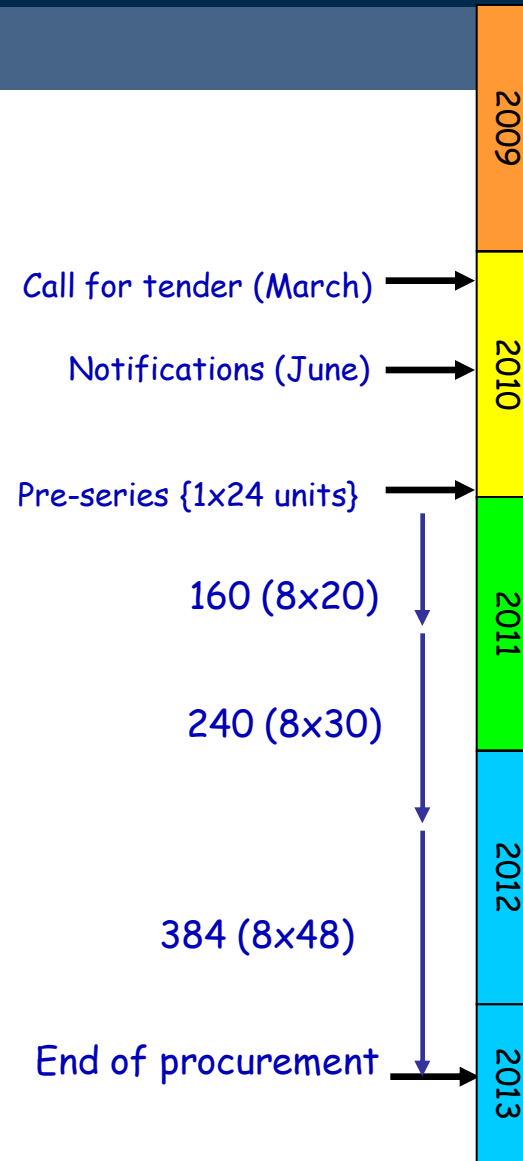 2009
Call for tender (March)
Notifications (June)
2010
Pre-series {1x24 units}
160 (8x20)
2011
240 (8x30)
2012
384 (8x48)
End of procurement
2013